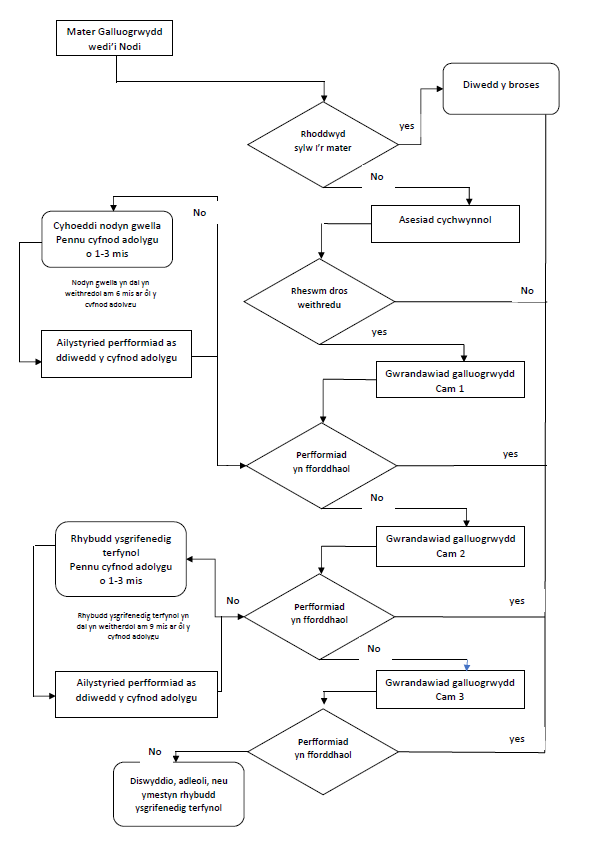 Mater Galluogrwydd
wedi'i Nodi
Diwedd y broses
yes
Rhoddwyd
sylw i'r mater
No
Asesiad cychwynnol
No
Cyhoeddi nodyn gwella
Pennu cyfnod adolygu
o 1-3 mis
Nodyn gwella yn dal yn
weithredol am 6 mis ar ôl y
cyfnod adolygu
Rheswm dros
weithredu
No
yes
Ailystyried perfformiad as
ddiwedd y cyfnod adolygu
Gwrandawiad galluogrwydd
Cam 1
Perfformiad
yn fforddhaol
yes
No
Gwrandawiad galluogrwydd
Cam 2
Rhybudd ysgrifenedig
terfynol
Pennu cyfnod adolygu
o 1-3 mis
No
Perfformiad
yn fforddhaol
yes
Rhybudd ysgrifenedig terfynol yn
dal yn weitherdol am 9 mis ar ôl y
cyfnod adolygu
No
Ailystyried perfformiad as
ddiwedd y cyfnod adolygu
Gwrandawiad galluogrwydd
Cam 3
Perfformiad
yn fforddhaol
yes
No
Diswyddio, adleoli, neu
ymestyn rhybudd
ysgrifenedig terfynol